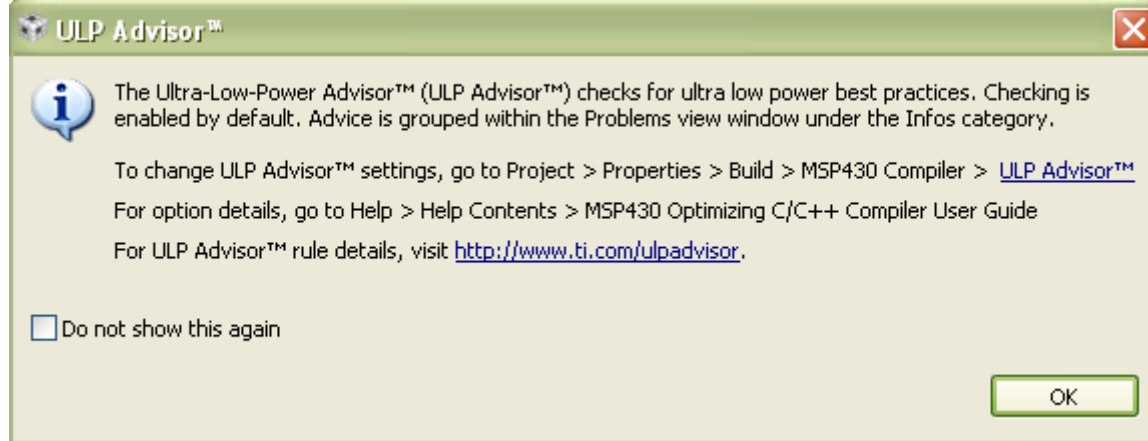 ULP Advisor™
The Ultra-Low-Power Advisor™ (ULP Advisor™) checks for ultra low power best practices. Checking is
enabled by default. Advice is grouped within the Problems view window under the Infos category.
To change ULP Advisor™ settings, go to Project > Properties > Build > MSP430 Compiler > ULP Advisor™
For option details, go to Help > Help Contents > MSP430 Optimizing C/C++ Compiler User Guide
For ULP Advisor™ rule details, visit http://www.ti.com/ulpadvisor.
Do not show this again
OK